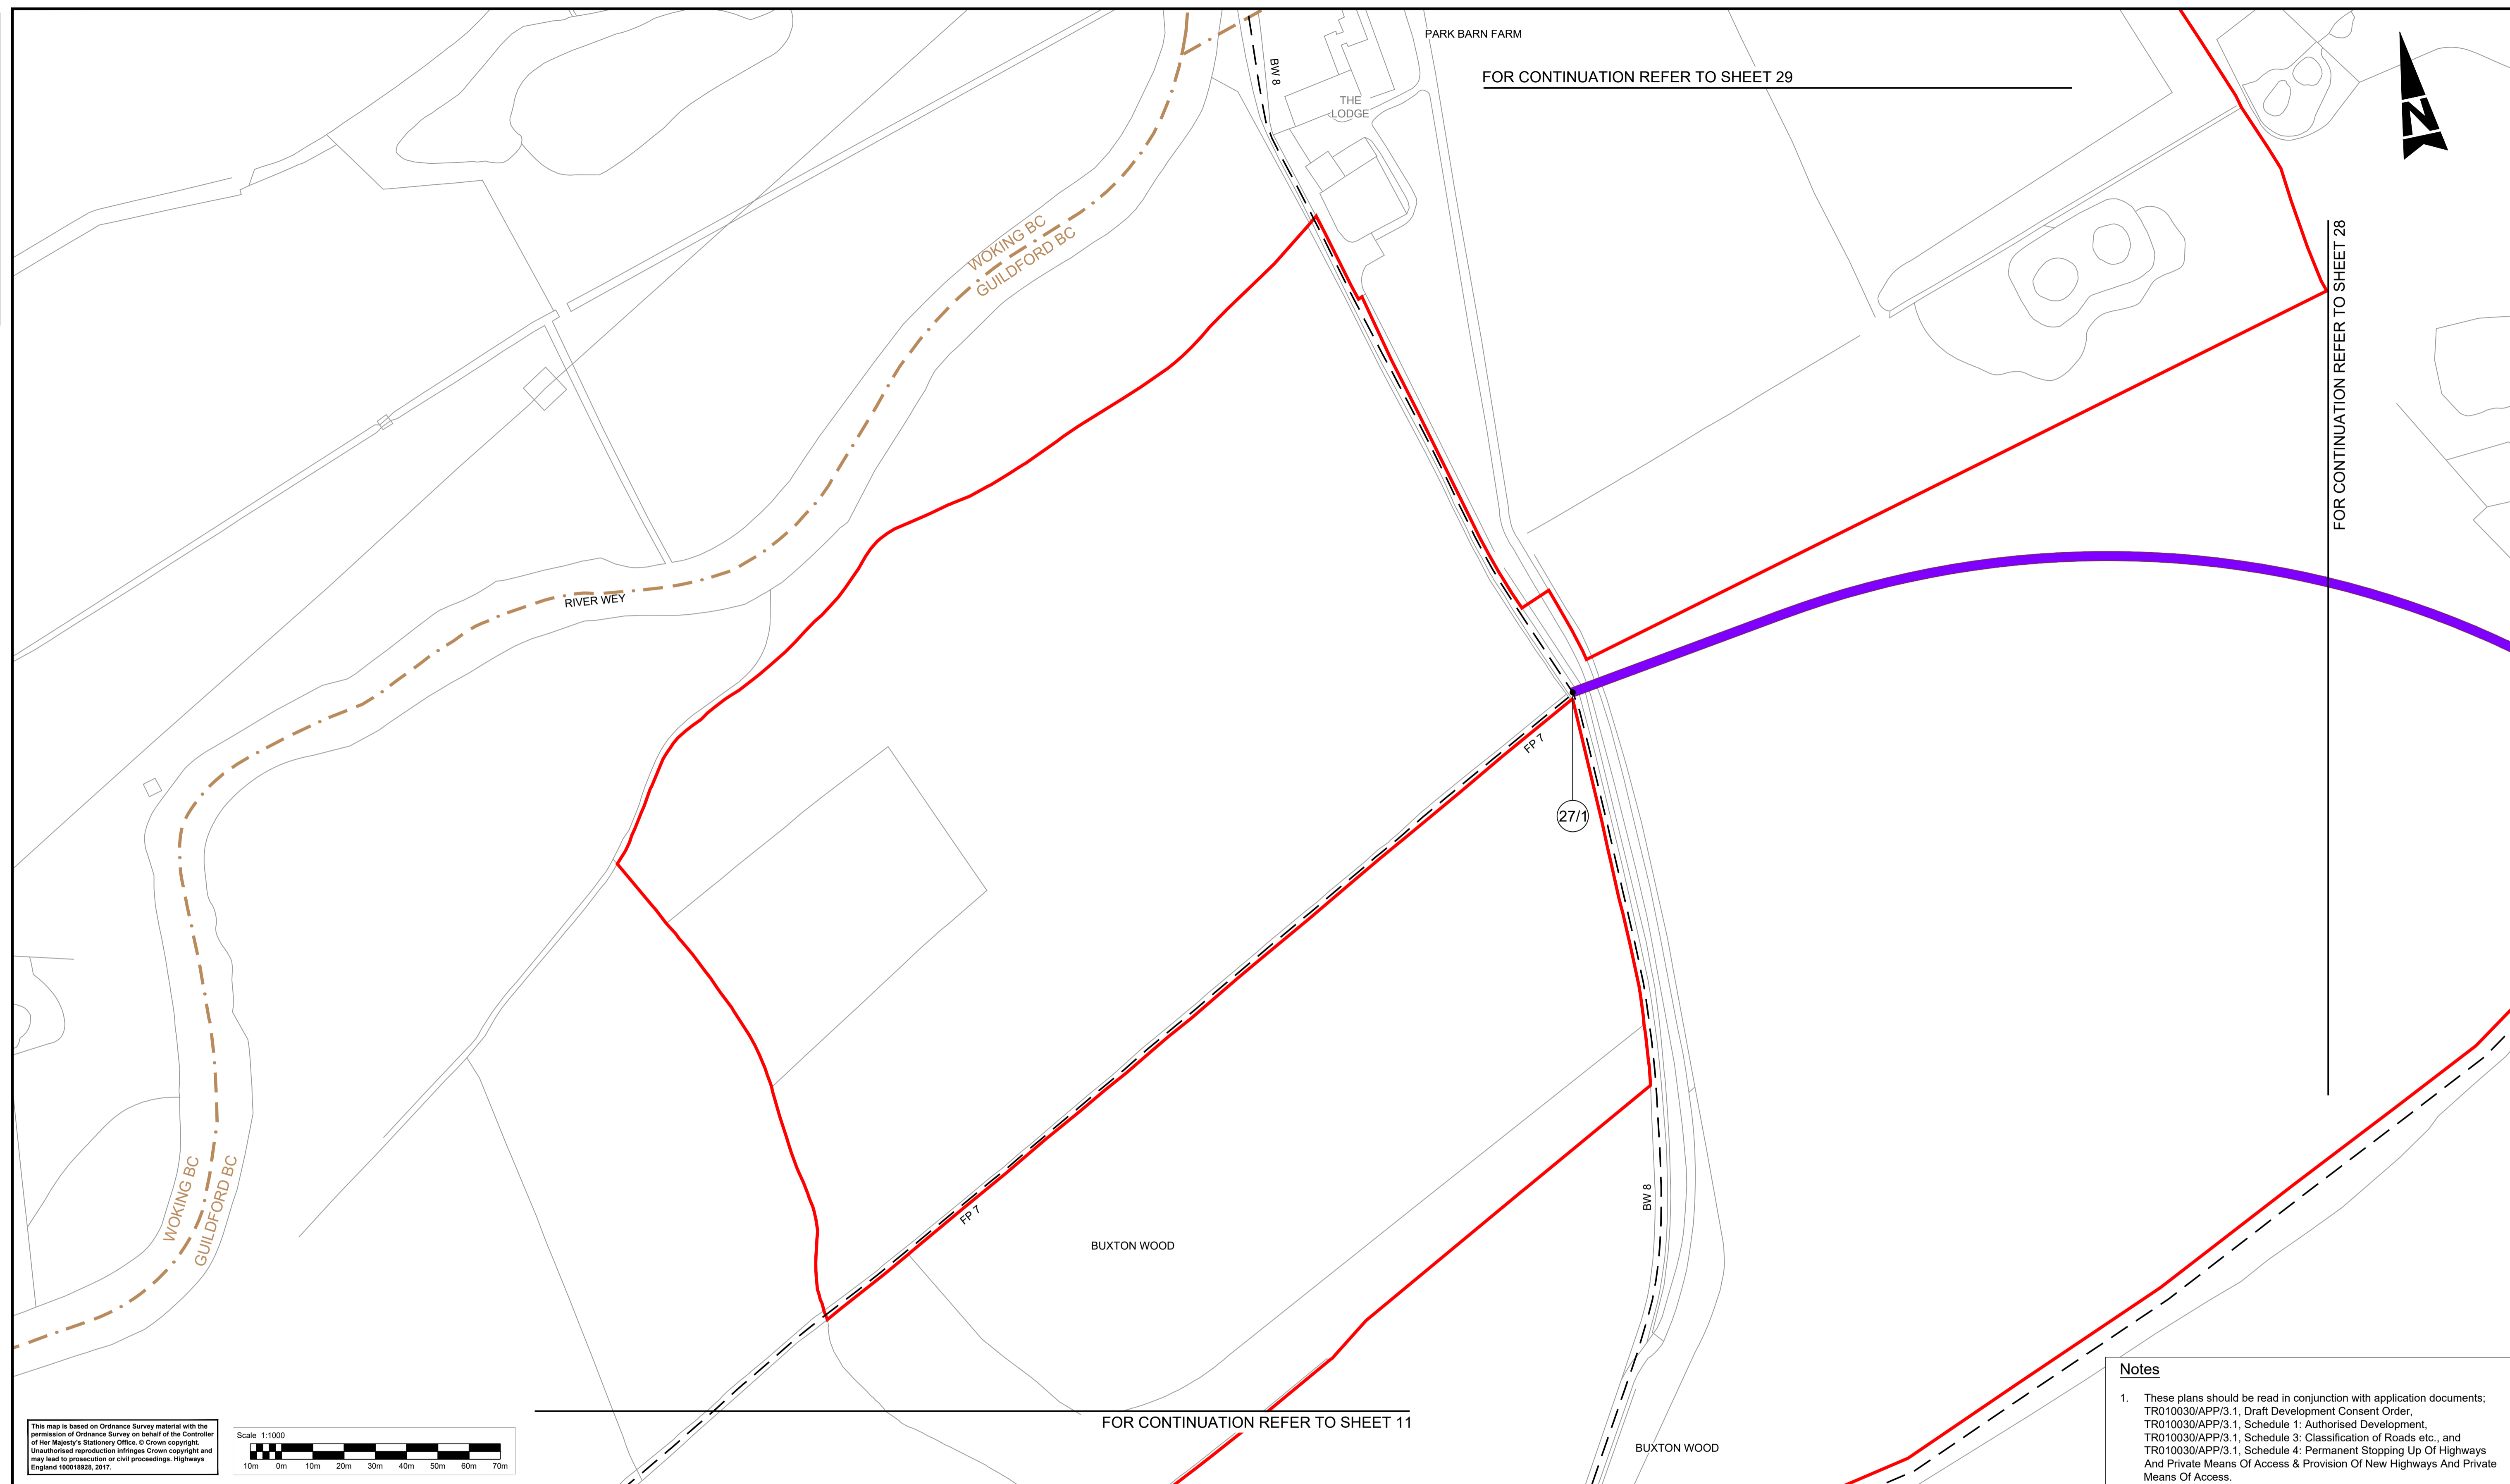 PARK BARN FARM
FOR CONTINUATION REFER TO SHEET 29
BW 8
THE
LODGE
N
WOKING BC
GUILDFORD BC
FOR CONTINUATION REFER TO SHEET 28
RIVER WEY
FP 7
27/1
WOKING BC
GUILDFORD BC
FP 7
BW 8
BUXTON WOOD
FOR CONTINUATION REFER TO SHEET 11
BUXTON WOOD
This map is based on Ordnance Survey material with the
permission of Ordnance Survey on behalf of the Controller
of Her Majesty's Stationery Office. © Crown copyright.
Unauthorised reproduction infringes Crown copyright and
may lead to prosecution or civil proceedings. Highways
England 100018928, 2017.
Scale 1:1000
10m 0m 10m 20m 30m 40m 50m 60m 70m
Notes
1. These plans should be read in conjunction with application documents;
TR010030/APP/3.1, Draft Development Consent Order,
TR010030/APP/3.1, Schedule 1: Authorised Development,
TR010030/APP/3.1, Schedule 3: Classification of Roads etc., and
TR010030/APP/3.1, Schedule 4: Permanent Stopping Up Of Highways
And Private Means Of Access & Provision Of New Highways And Private
Means Of Access.